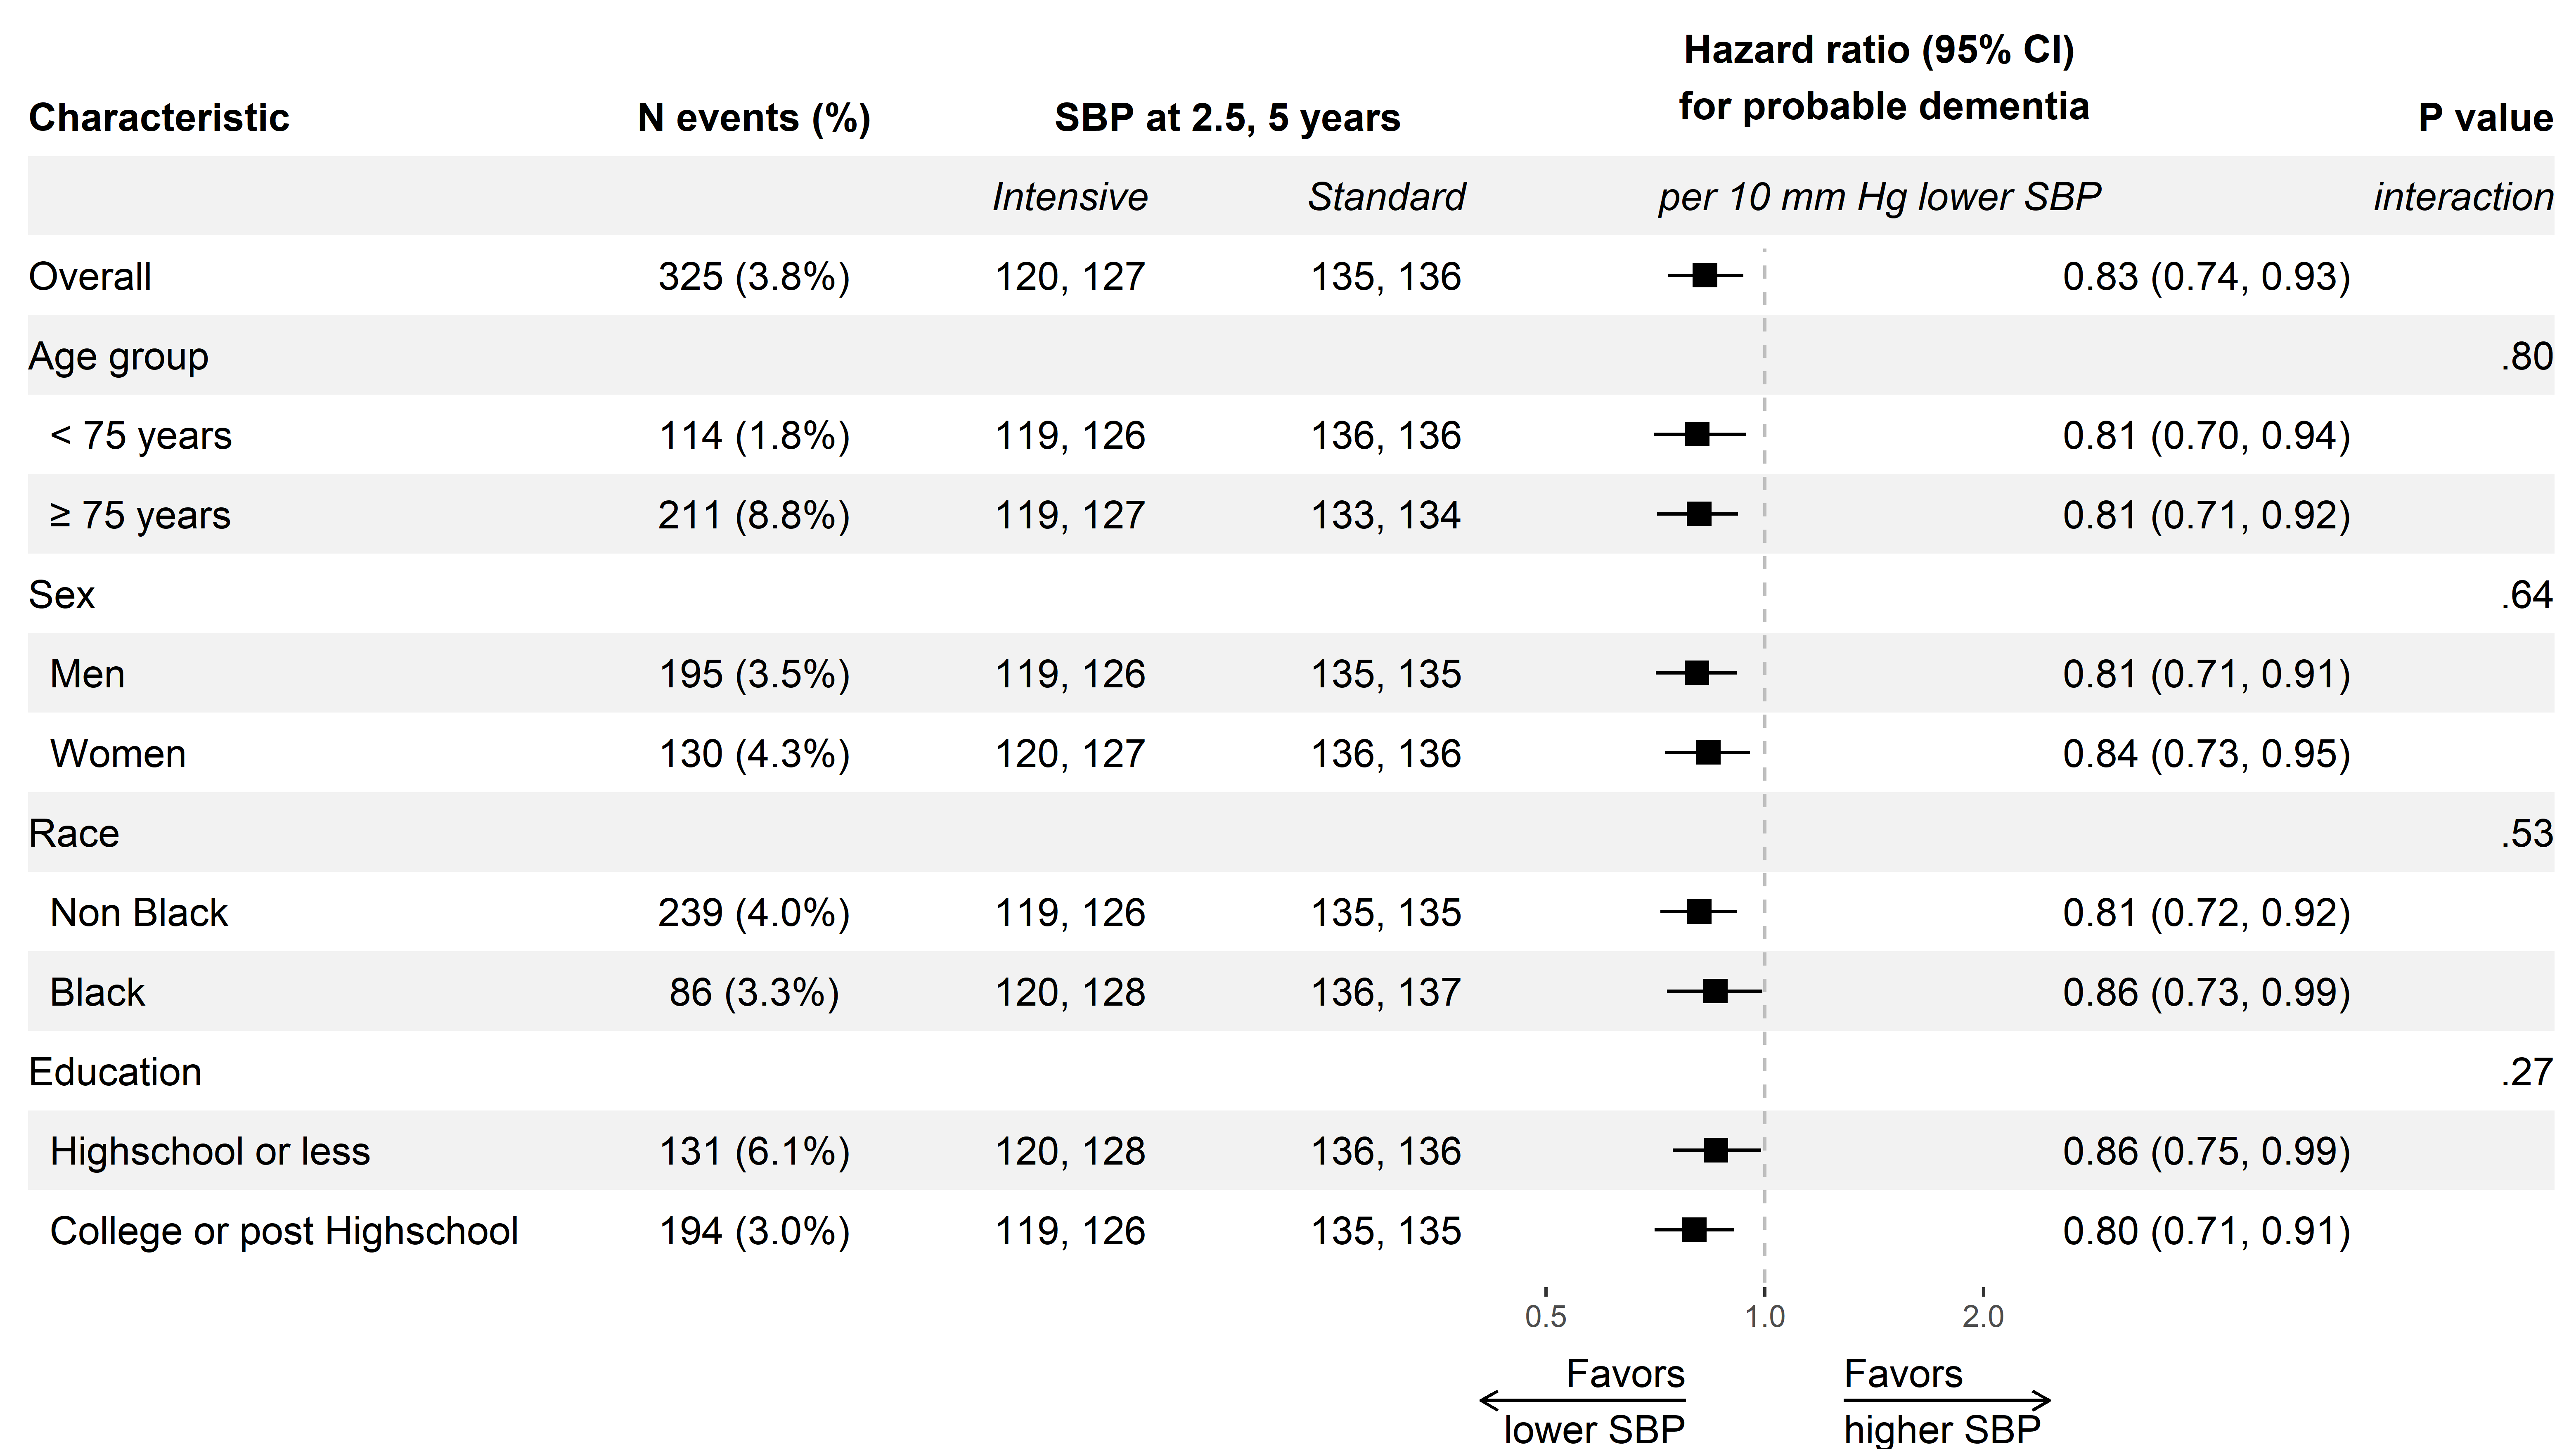 Hazard ratio (95% CI)
for probable dementia
Characteristic N events (%) SBP at 2.5, 5 years P value
Intensive Standard per 10 mm Hg lower SBP interaction
Overall 325 (3.8%) 120, 127 135, 136 0.83 (0.74, 0.93)
Age group .80
< 75 years 114 (1.8%) 119, 126 136, 136 0.81 (0.70, 0.94)
≥ 75 years 211 (8.8%) 119, 127 133, 134 0.81 (0.71, 0.92)
Sex .64
Men 195 (3.5%) 119, 126 135, 135 0.81 (0.71, 0.91)
Women 130 (4.3%) 120, 127 136, 136 0.84 (0.73, 0.95)
Race .53
Non Black 239 (4.0%) 119, 126 135, 135 0.81 (0.72, 0.92)
Black 86 (3.3%) 120, 128 136, 137 0.86 (0.73, 0.99)
Education .27
Highschool or less 131 (6.1%) 120, 128 136, 136 0.86 (0.75, 0.99)
College or post Highschool 194 (3.0%) 119, 126 135, 135 0.80 (0.71, 0.91)
0.5 1.0 2.0
Favors Favors
lower SBP higher SBP